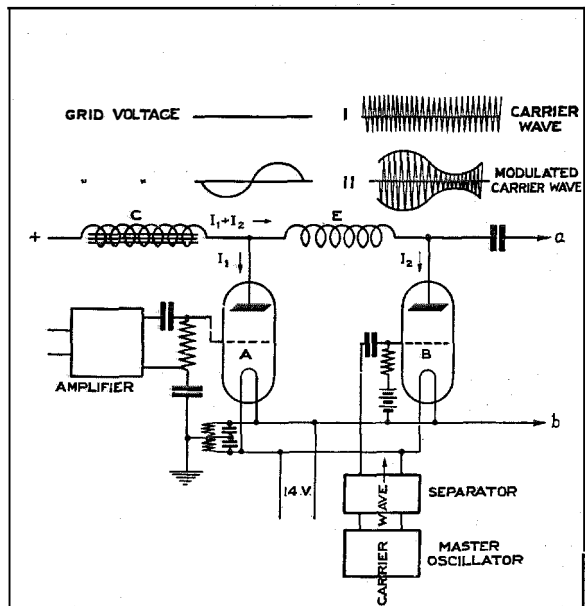 GRID VOLTAGE I CARRIER WAVE
" " II MODULATED CARRIER WAVE
+ C I₁+I₂ → E a
I₁ I₂
A B
AMPLIFIER
b
14 V.
CARRIER WAVE
SEPARATOR
MASTER OSCILLATOR